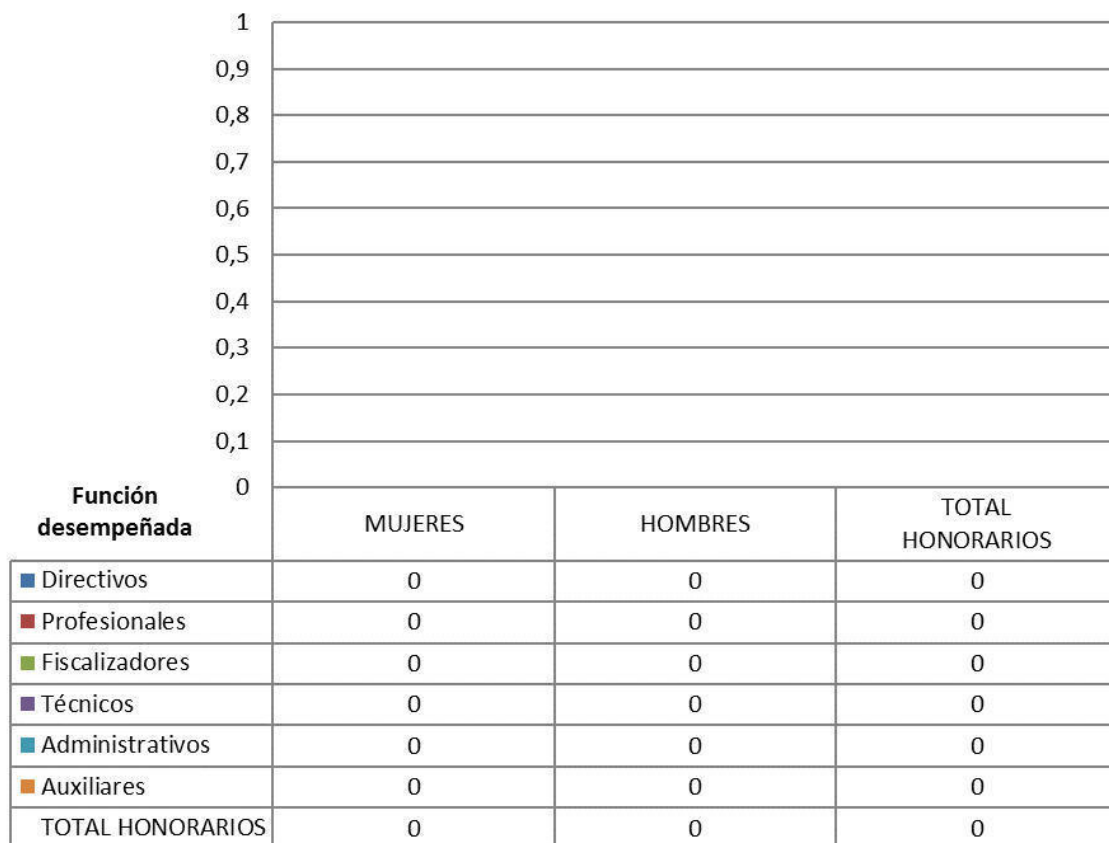 1
0,9
0,8
0,7
0,6
0,5
0,4
0,3
0,2
0,1
0
Función
desempeñada
MUJERES
HOMBRES
TOTAL
HONORARIOS
Directivos 0 0 0
Profesionales 0 0 0
Fiscalizadores 0 0 0
Técnicos 0 0 0
Administrativos 0 0 0
Auxiliares 0 0 0
TOTAL HONORARIOS 0 0 0